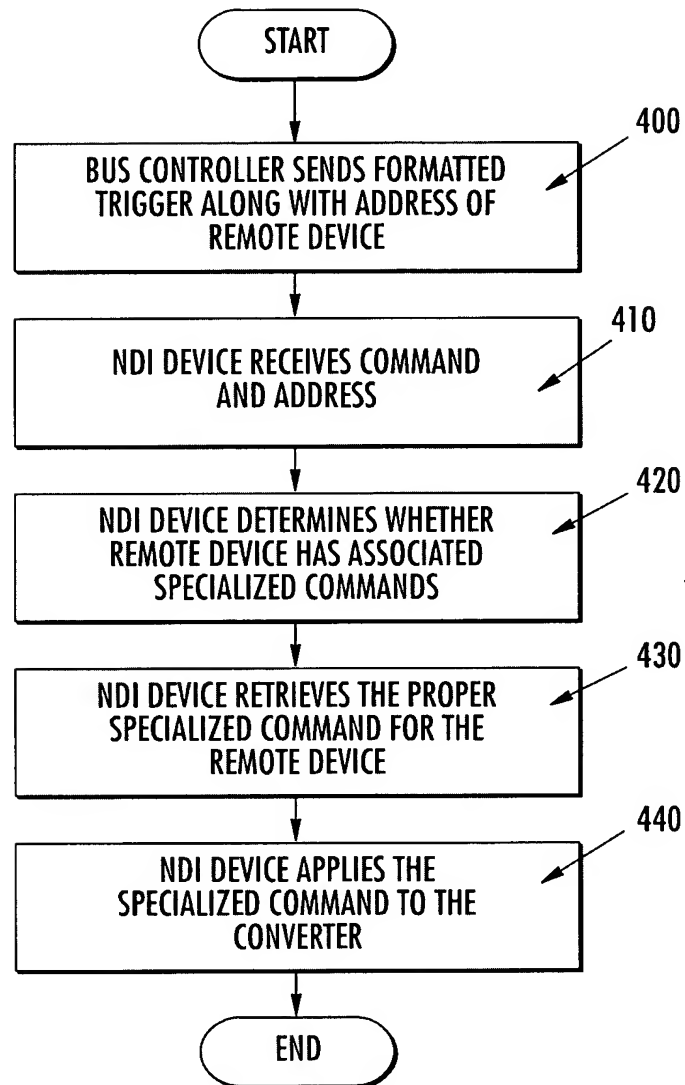 START
400
BUS CONTROLLER SENDS FORMATTED
TRIGGER ALONG WITH ADDRESS OF
REMOTE DEVICE
410
NDI DEVICE RECEIVES COMMAND
AND ADDRESS
420
NDI DEVICE DETERMINES WHETHER
REMOTE DEVICE HAS ASSOCIATED
SPECIALIZED COMMANDS
430
NDI DEVICE RETRIEVES THE PROPER
SPECIALIZED COMMAND FOR THE
REMOTE DEVICE
440
NDI DEVICE APPLIES THE
SPECIALIZED COMMAND TO THE
CONVERTER
END